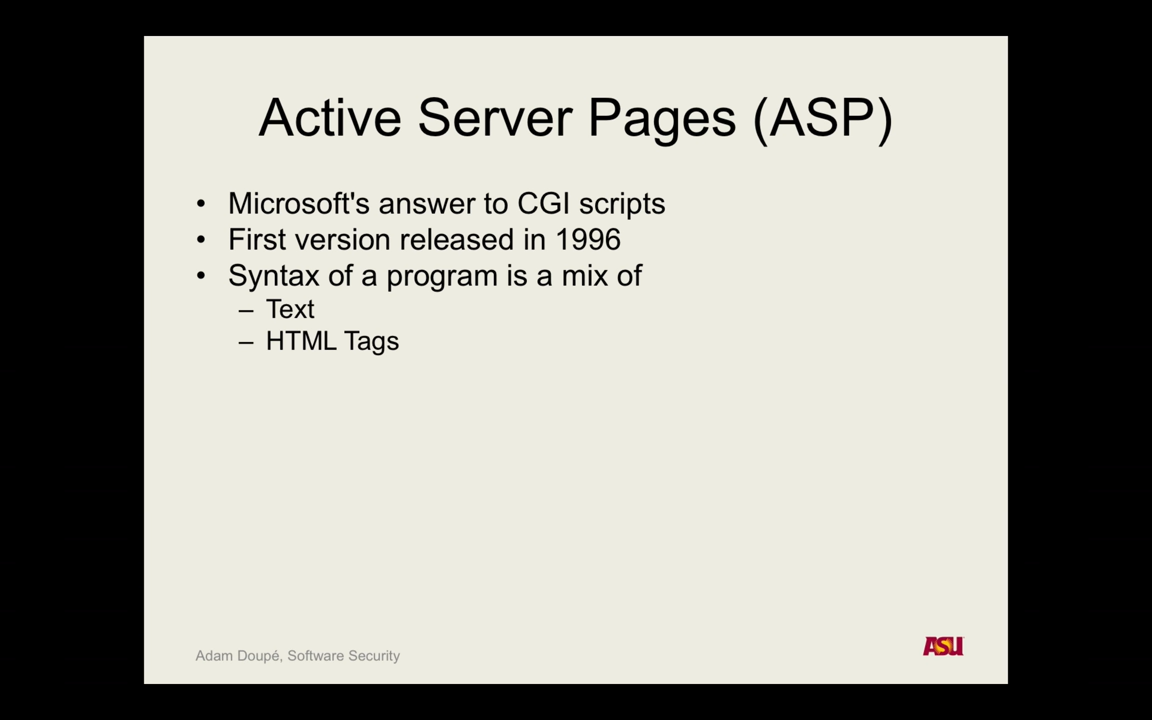 Active Server Pages (ASP)
• Microsoft's answer to CGI scripts
• First version released in 1996
• Syntax of a program is a mix of
– Text
– HTML Tags
Adam Doupé, Software Security
ASU